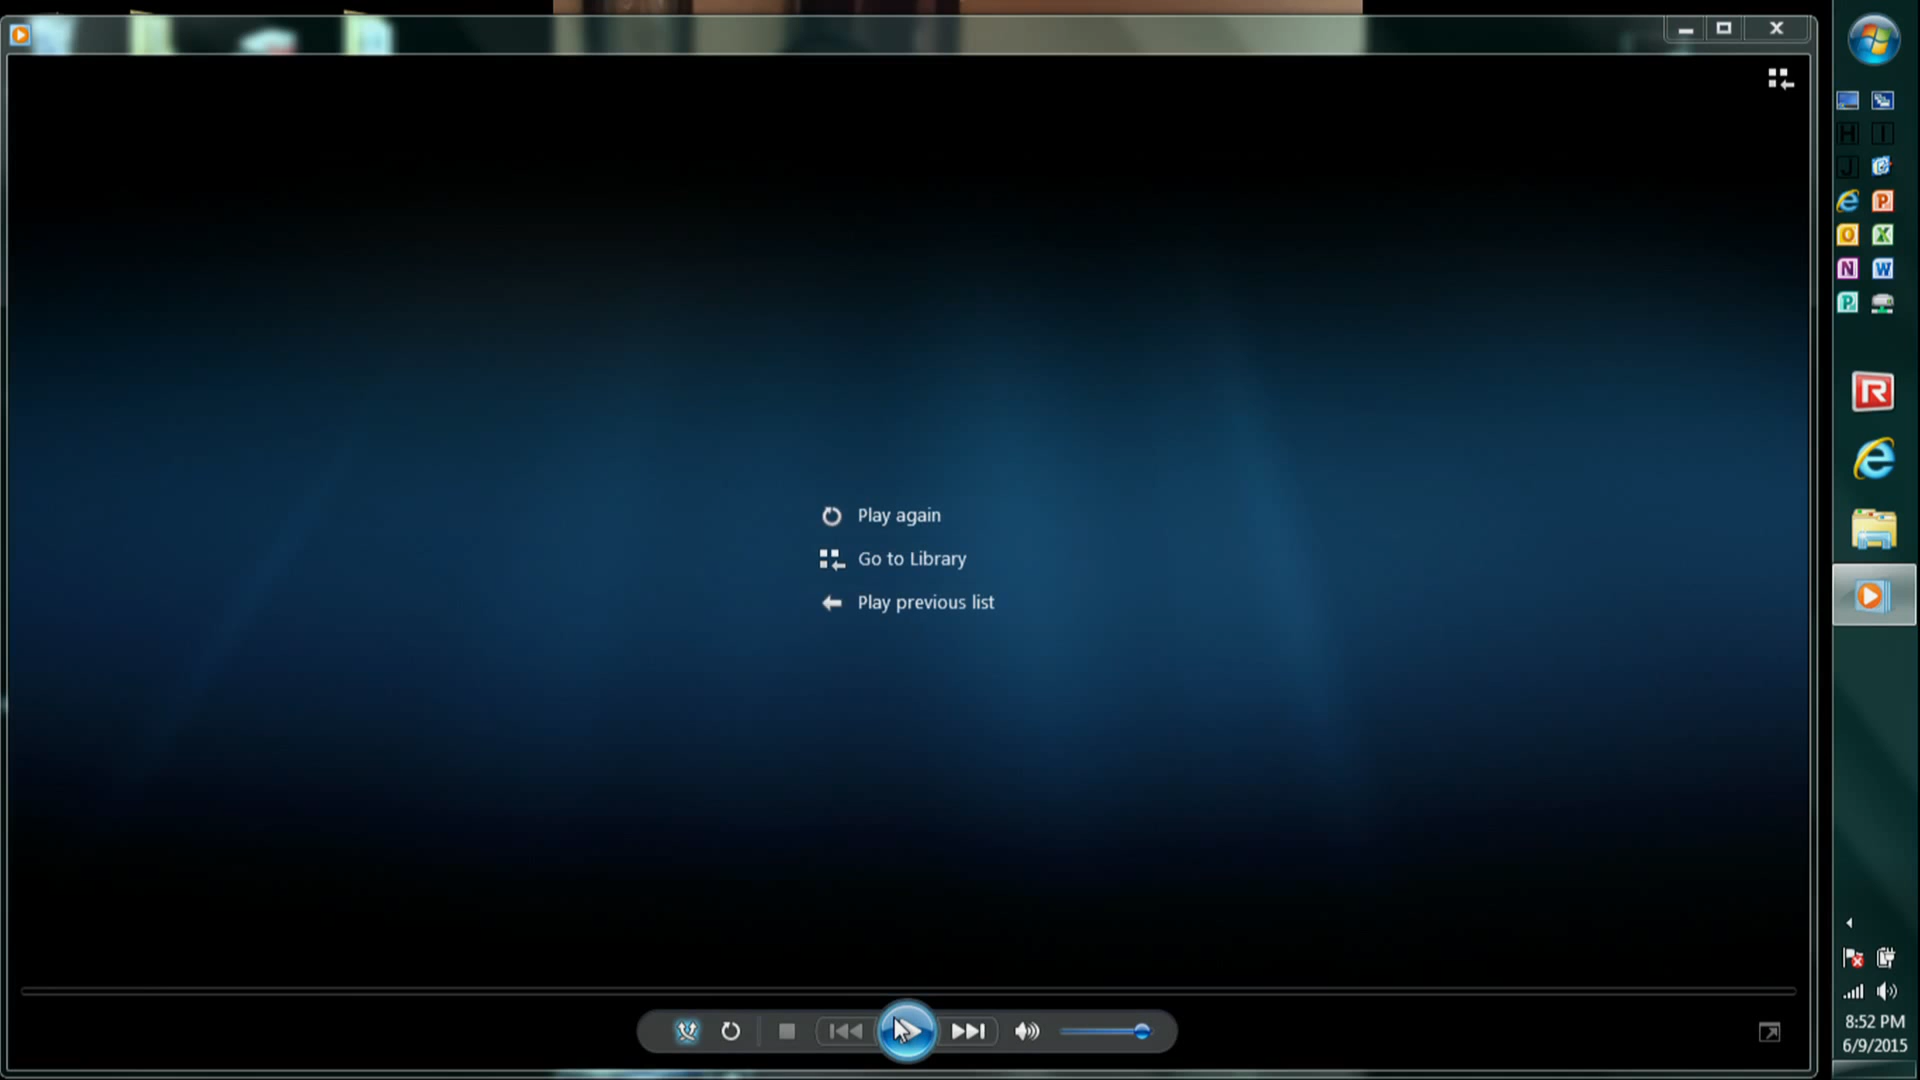 Play again
Go to Library
Play previous list
H I
J
8:52 PM
6/9/2015